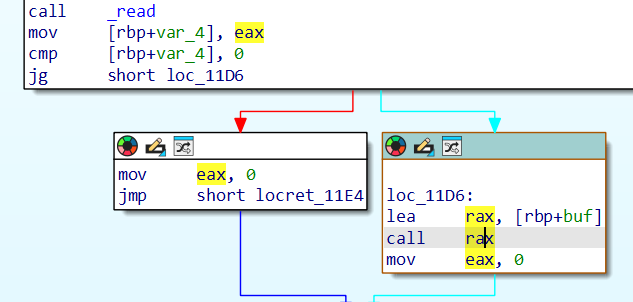 call _read
mov [rbp+var_4], eax
cmp [rbp+var_4], 0
jg short loc_11D6
mov eax, 0
jmp short locret_11E4
loc_11D6:
lea rax, [rbp+buf]
call rax
mov eax, 0